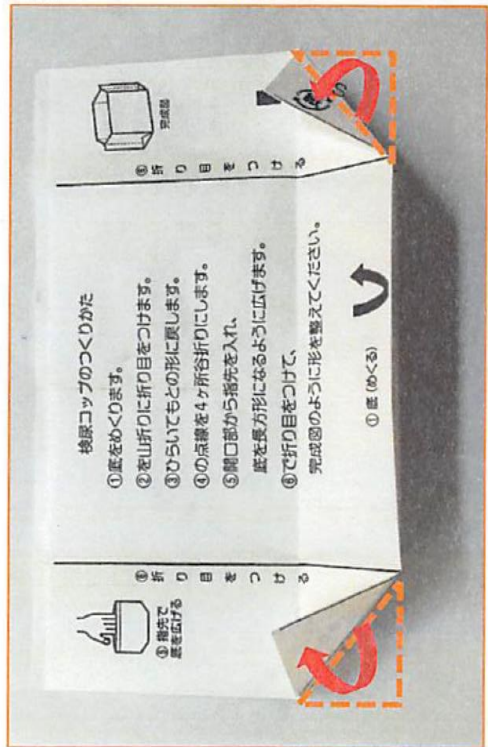 検尿コップのつくりかた
①底をめくります。
②を山折りに折り目をつけます。
③ひらいてもとの形に戻します。
④の点線を4ヶ所谷折りにします。
⑤開口部から指先を入れ、
底を長方形になるように広げます。
⑥で折り目をつけて、
完成図のように形を整えてください。
⑤指先で
底を広げる
⑥折り目をつける
⑥折り目をつける
完成図
①底(めくる)